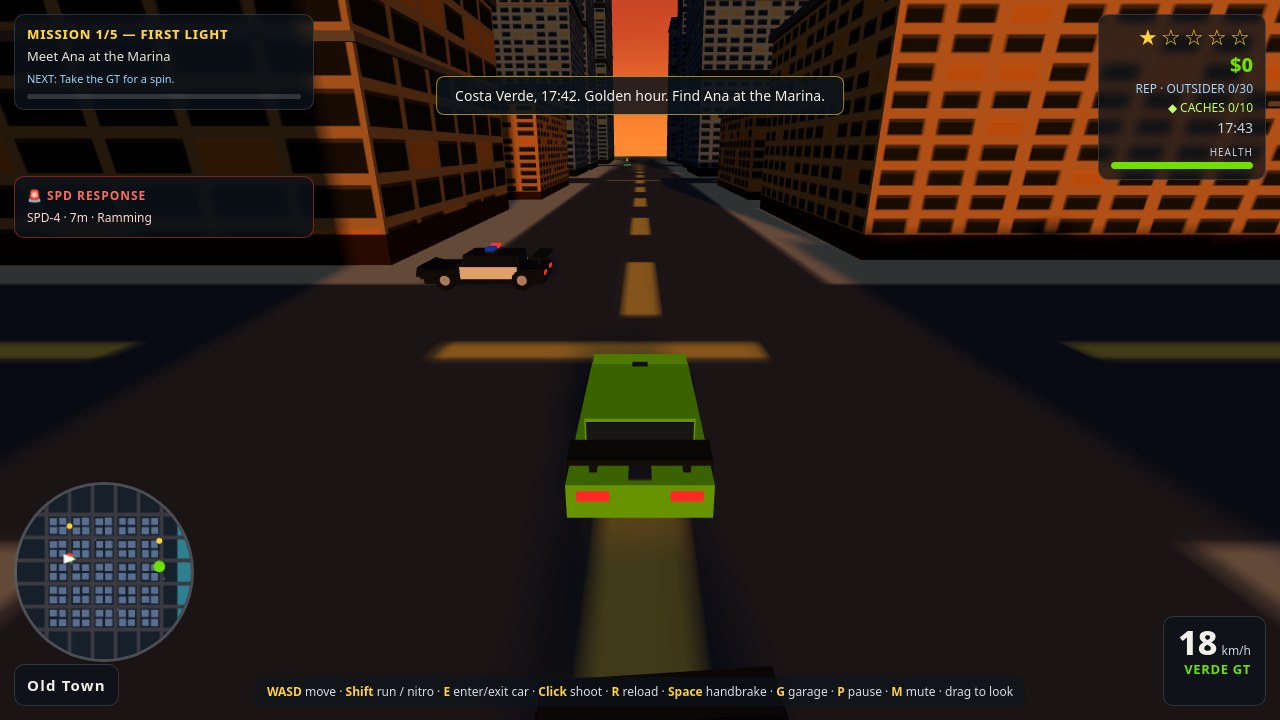 MISSION 1/5 — FIRST LIGHT
Meet Ana at the Marina
NEXT: Take the GT for a spin.
Costa Verde, 17:42. Golden hour. Find Ana at the Marina.
★☆☆☆☆
$0
REP · OUTSIDER 0/30
◆ CACHES 0/10
17:43
HEALTH
🚨 SPD RESPONSE
SPD-4 · 7m · Ramming
Old Town
WASD move · Shift run / nitro · E enter/exit car · Click shoot · R reload · Space handbrake · G garage · P pause · M mute · drag to look
18 km/h
VERDE GT